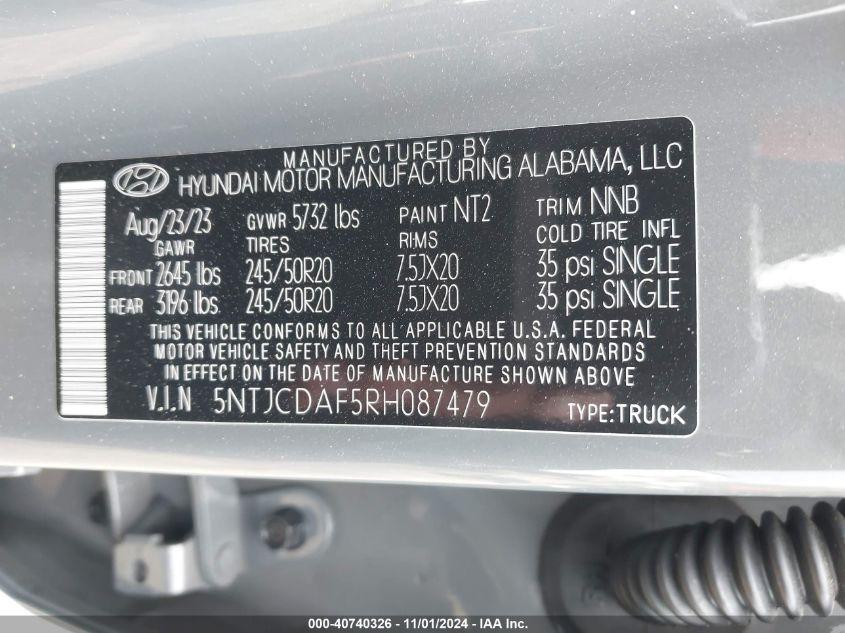 MANUFACTURED BY
HYUNDAI MOTOR MANUFACTURING ALABAMA, LLC
Aug/23/23 GVWR 5732 lbs PAINT NT2 TRIM NNB
GAWR TIRES RIMS COLD TIRE INFL
FRONT 2645 lbs 245/50R20 7.5JX20 35 psi SINGLE
REAR 3196 lbs 245/50R20 7.5JX20 35 psi SINGLE
THIS VEHICLE CONFORMS TO ALL APPLICABLE U.S.A. FEDERAL
MOTOR VEHICLE SAFETY AND THEFT PREVENTION STANDARDS
IN EFFECT ON THE DATE OF MANUFACTURE SHOWN ABOVE
V.I.N 5NTJCDAF5RH087479 TYPE:TRUCK
000-40740326 - 11/01/2024 - IAA Inc.